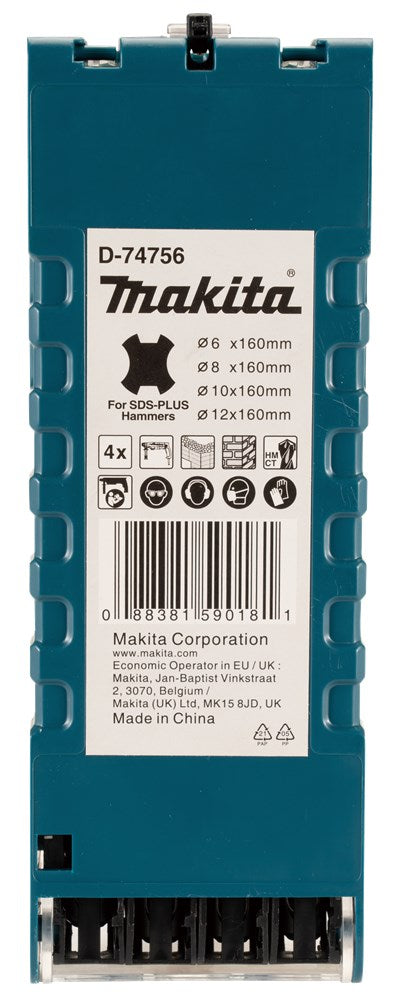 D-74756
makita®
For SDS-PLUS
Hammers
Ø6 x160mm
Ø8 x160mm
Ø10x160mm
Ø12x160mm
4x
HM
CT
0 88381 59018 1
Makita Corporation
www.makita.com
Economic Operator in EU / UK :
Makita, Jan-Baptist Vinkstraat
2, 3070, Belgium /
Makita (UK) Ltd, MK15 8JD, UK
Made in China
21 05
PAP PP